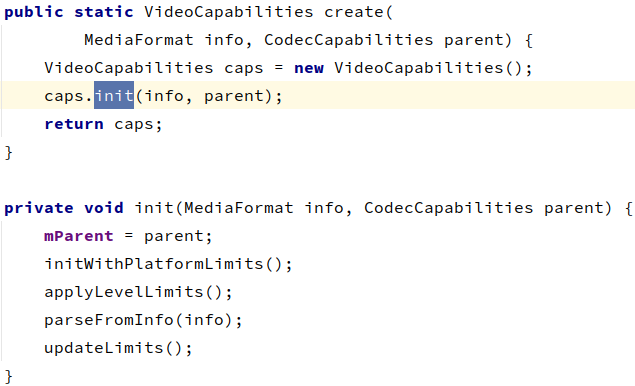 public static VideoCapabilities create(
        MediaFormat info, CodecCapabilities parent) {
    VideoCapabilities caps = new VideoCapabilities();
    caps.init(info, parent);
    return caps;
}

private void init(MediaFormat info, CodecCapabilities parent) {
    mParent = parent;
    initWithPlatformLimits();
    applyLevelLimits();
    parseFromInfo(info);
    updateLimits();
}